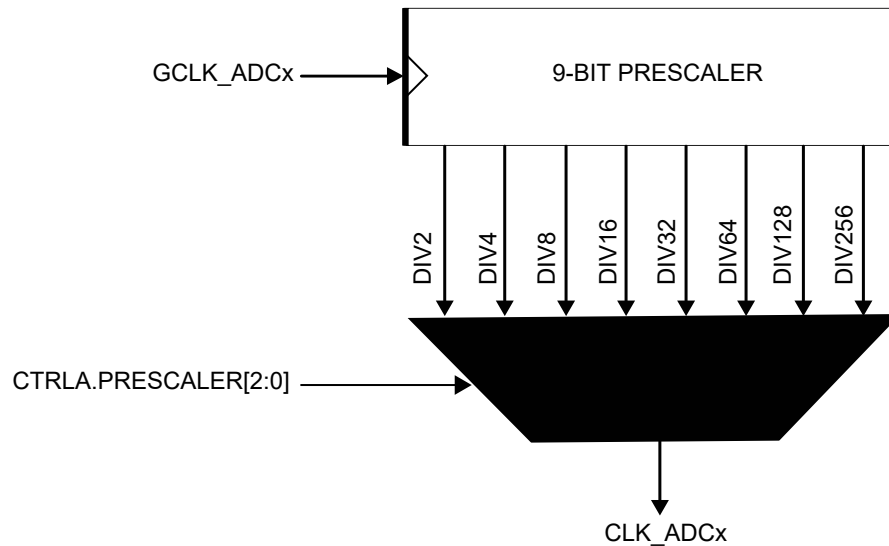 GCLK_ADCx
9-BIT PRESCALER
DIV2
DIV4
DIV8
DIV16
DIV32
DIV64
DIV128
DIV256
CTRLA.PRESCALER[2:0]
CLK_ADCx